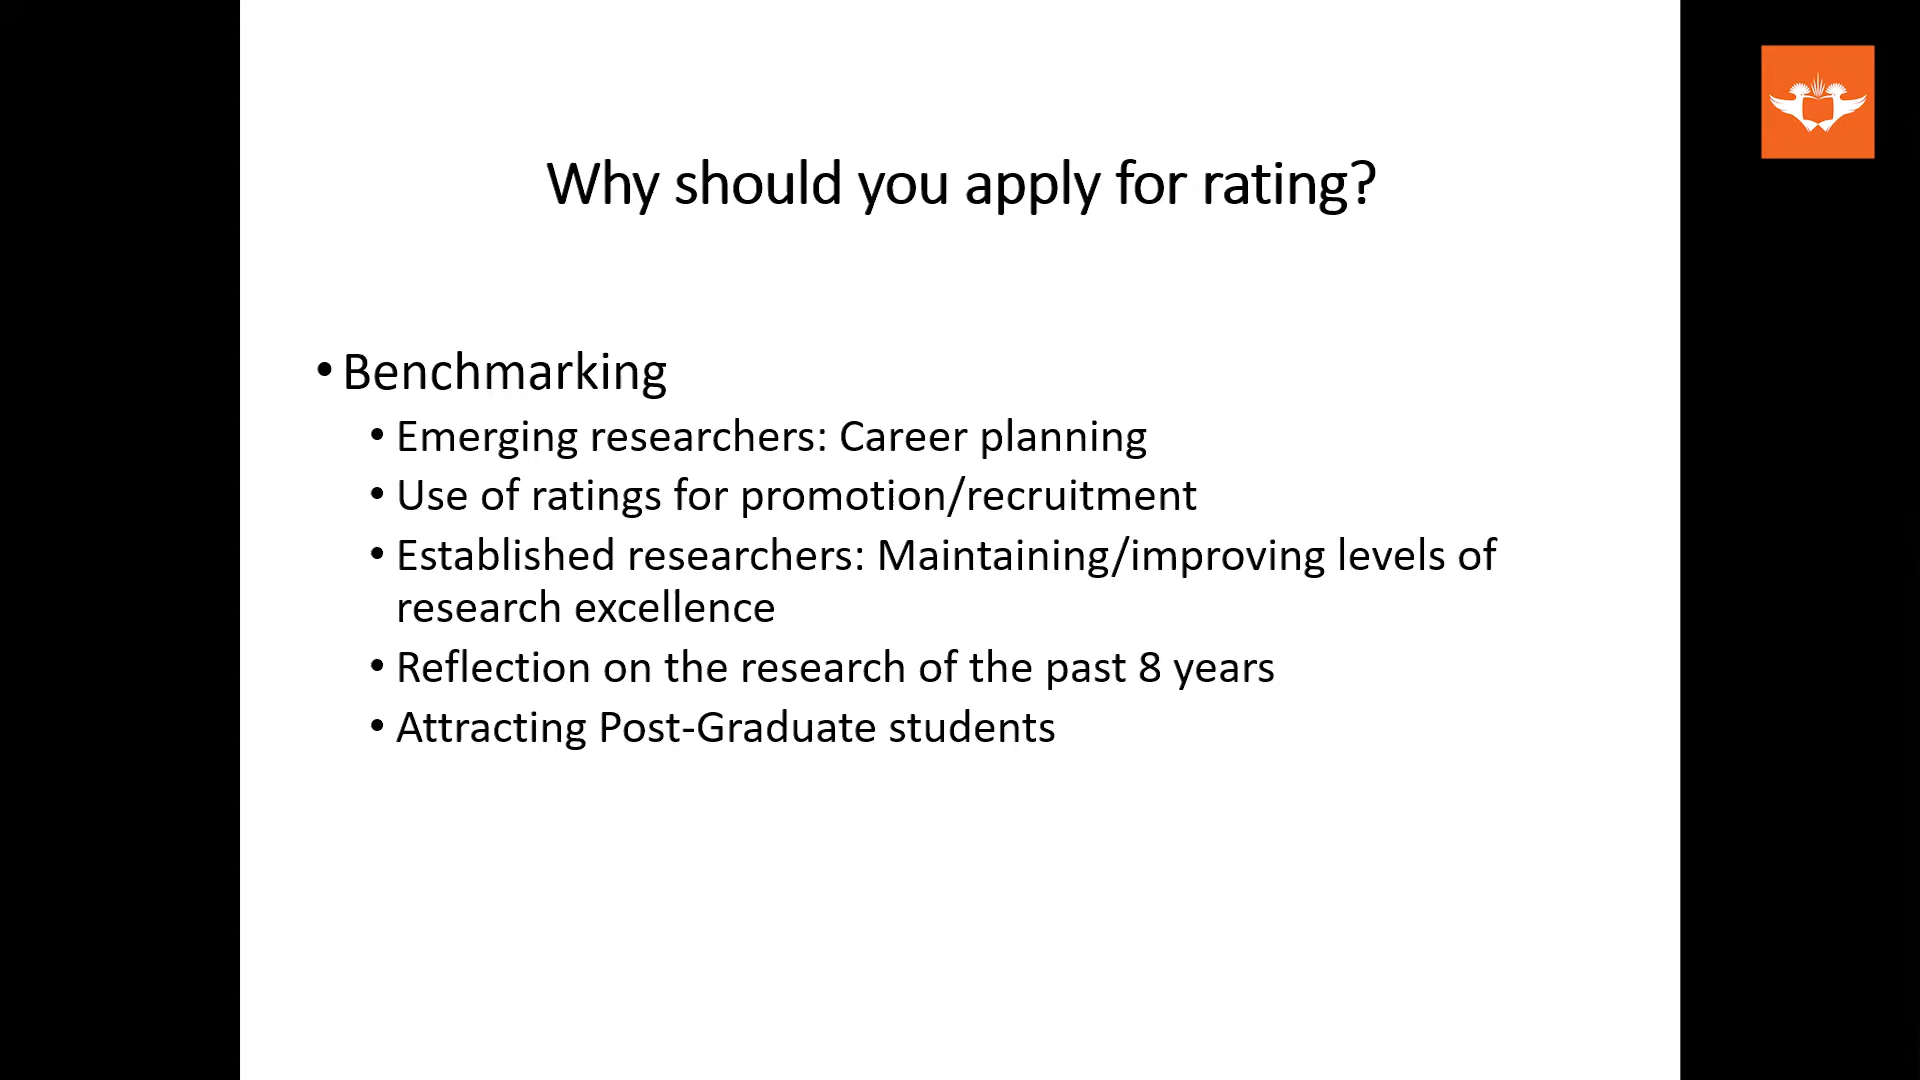 Why should you apply for rating?
• Benchmarking
• Emerging researchers: Career planning
• Use of ratings for promotion/recruitment
• Established researchers: Maintaining/improving levels of
research excellence
• Reflection on the research of the past 8 years
• Attracting Post-Graduate students